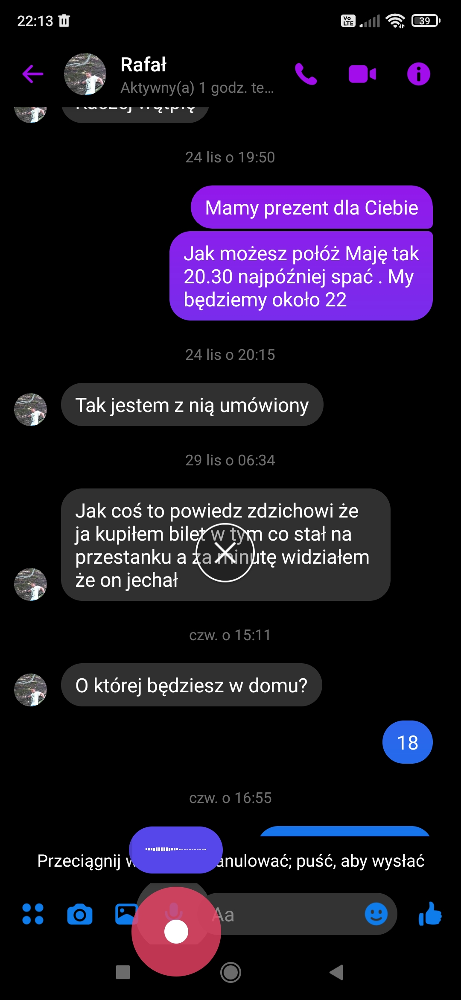 22:13
Vo LTE
39
Rafał
Aktywny(a) 1 godz. te...
Raczej wątpię
24 lis o 19:50
Mamy prezent dla Ciebie
Jak możesz połóż Maję tak
20.30 najpóźniej spać . My
będziemy około 22
24 lis o 20:15
Tak jestem z nią umówiony
29 lis o 06:34
Jak coś to powiedz zdzichowi że
ja kupiłem bilet w tym co stał na
przestanku a za minutę widziałem
że on jechał
czw. o 15:11
O której będziesz w domu?
18
czw. o 16:55
Przeciągnij anulować; puść, aby wysłać
Aa